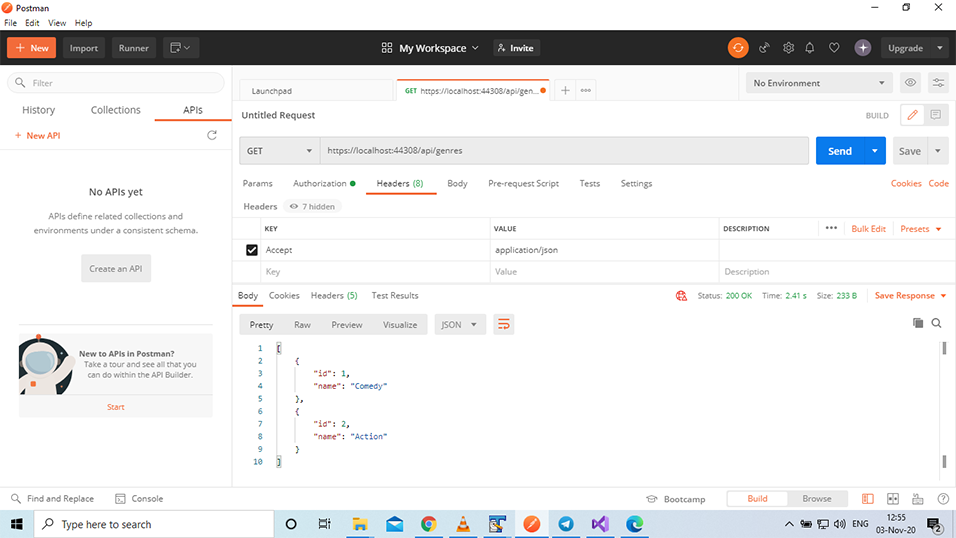 Postman
File Edit View Help
+ New Import Runner My Workspace Invite Upgrade
Filter
History Collections APIs
+ New API
No APIs yet
APIs define related collections and
environments under a consistent schema.
Create an API
New to APIs in Postman?
Take a tour and see all that you
can do within the API Builder.
Start
Launchpad GET https://localhost:44308/api/gen... + ••• No Environment
Untitled Request BUILD
GET https://localhost:44308/api/genres Send Save
Params Authorization Headers (8) Body Pre-request Script Tests Settings Cookies Code
Headers 7 hidden
KEY VALUE DESCRIPTION ••• Bulk Edit Presets
Accept application/json
Key Value Description
Body Cookies Headers (5) Test Results Status: 200 OK Time: 2.41 s Size: 233 B Save Response
Pretty Raw Preview Visualize JSON
1 [
2 {
3 "id": 1,
4 "name": "Comedy"
5 },
6 {
7 "id": 2,
8 "name": "Action"
9 }
10 ]
Find and Replace Console Bootcamp Build Browse
Type here to search ENG 12:55
03-Nov-20 2